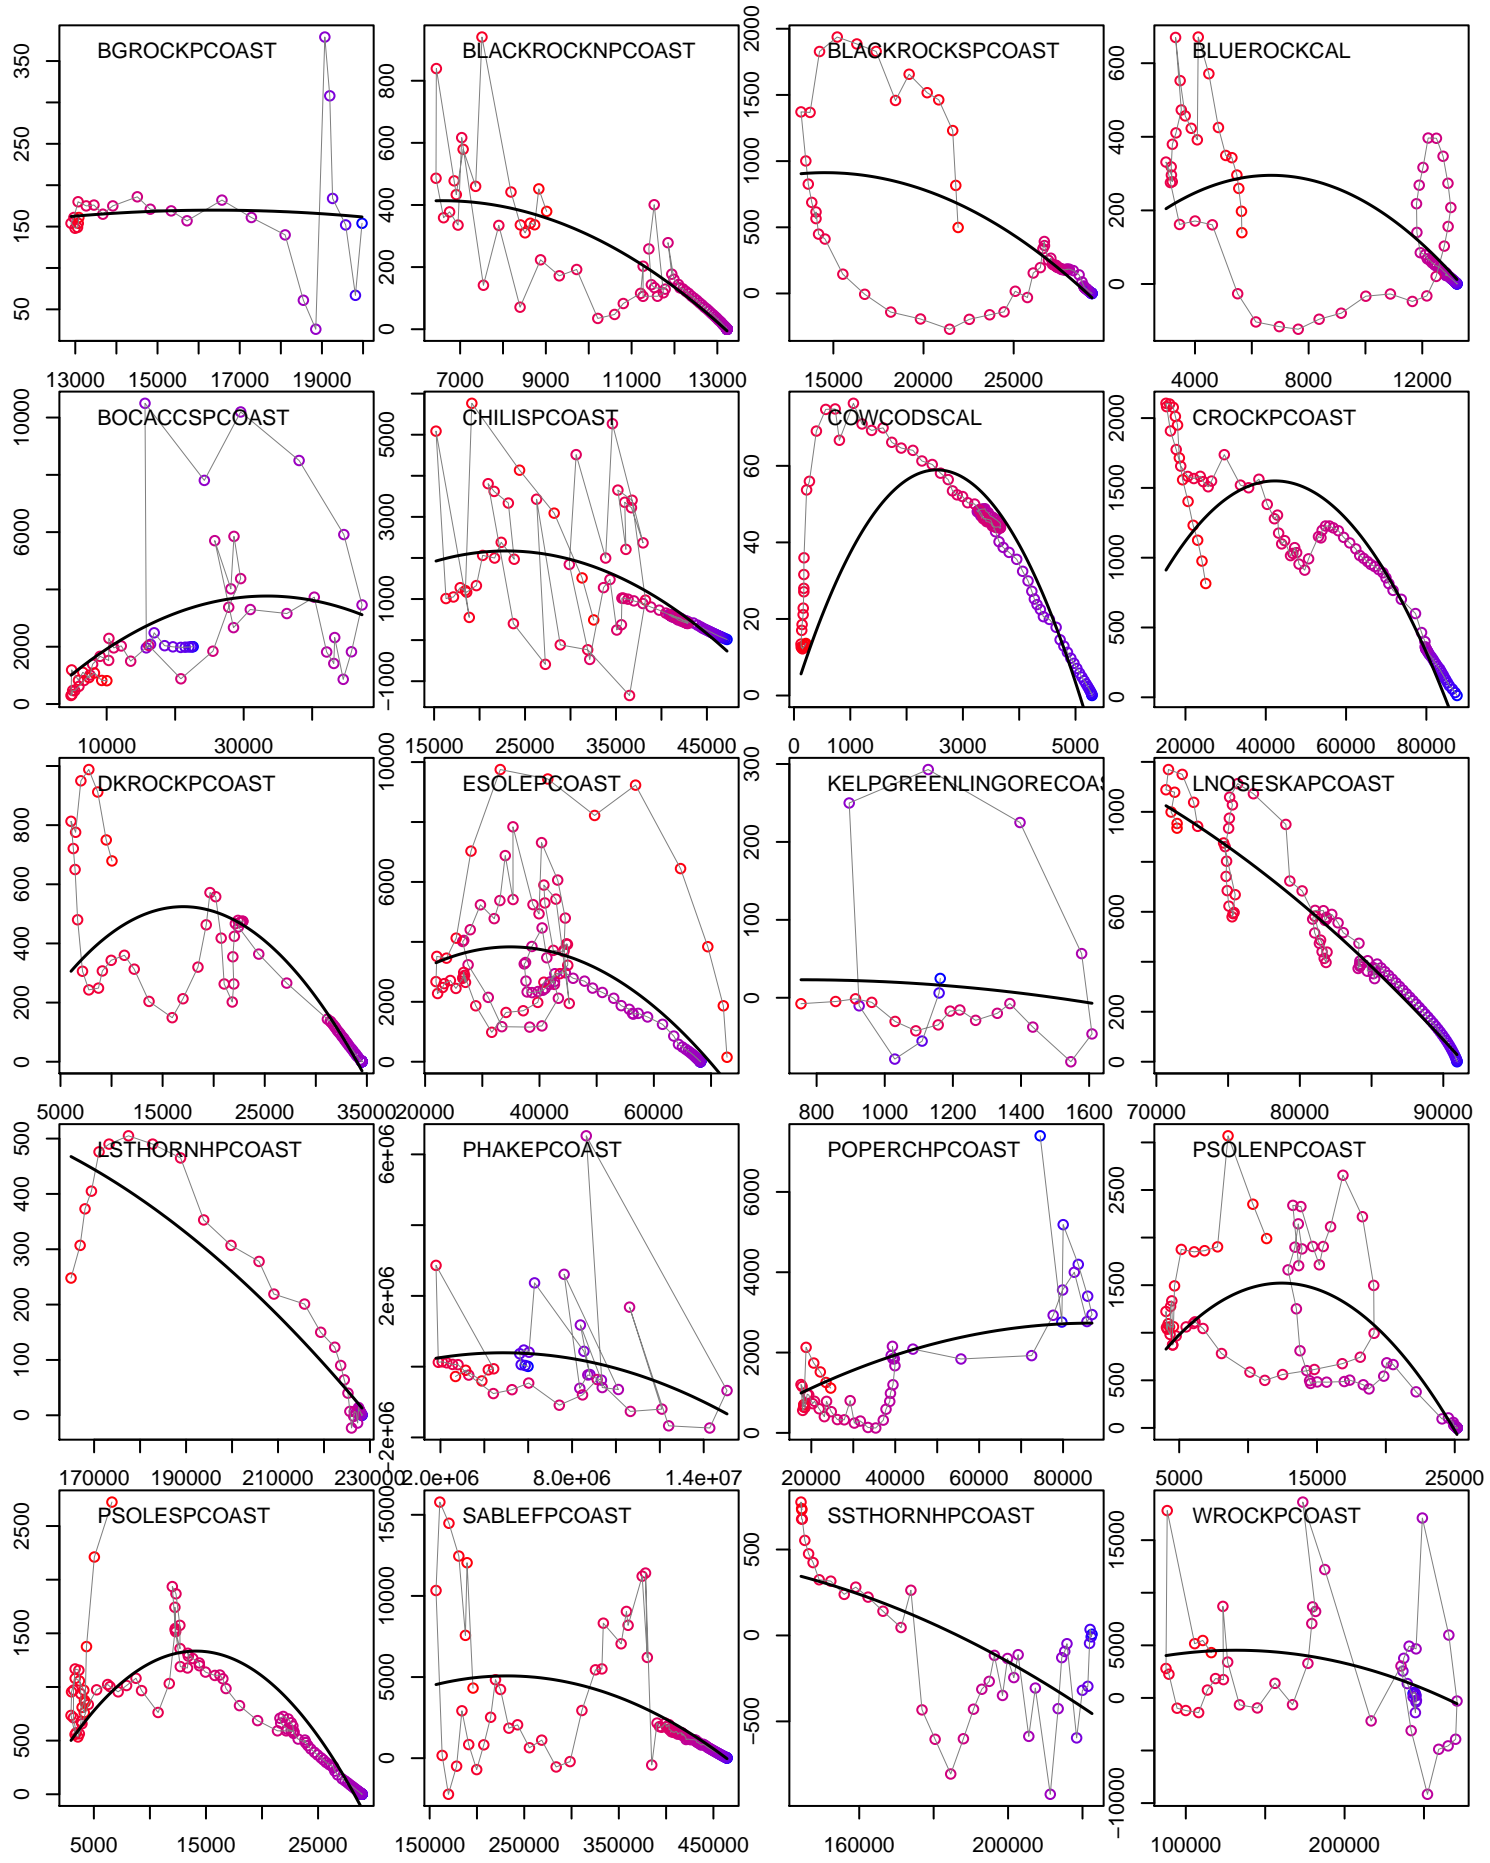 BGROCKPCOAST
50 150 250 350
13000 15000 17000 19000
BLACKROCKNPCOAST
0 200 400 600 800
7000 9000 11000 13000
BLACKROCKSPCOAST
0 500 1000 1500 2000
15000 20000 25000
BLUEROCKCAL
0 200 400 600
4000 8000 12000
BOCACCSPCOAST
0 2000 6000 10000
10000 30000
CHILISPCOAST
−1000 1000 3000 5000
15000 25000 35000 45000
COWCODSCAL
0 20 40 60
0 1000 3000 5000
CROCKPCOAST
0 500 1000 1500 2000
20000 40000 60000 80000
DKROCKPCOAST
0 200 400 600 800
5000 15000 25000 35000
ESOLEPCOAST
0 2000 6000 10000
20000 40000 60000
KELPGREENLINGORECOAS
0 100 200 300
800 1000 1200 1400 1600
LNOSESKAPCOAST
0 200 600 1000
70000 80000 90000
LSTHORNHPCOAST
0 100 200 300 400 500
170000 190000 210000 230000
PHAKEPCOAST
−2e+06 2e+06 6e+06
2.0e+06 8.0e+06 1.4e+07
POPERCHPCOAST
0 2000 4000 6000
20000 40000 60000 80000
PSOLENPCOAST
0 500 1500 2500
5000 15000 25000
PSOLESPCOAST
0 500 1500 2500
5000 15000 25000
SABLEFPCOAST
0 5000 10000 15000
150000 250000 350000 450000
SSTHORNHPCOAST
−500 0 500
160000 200000
WROCKPCOAST
−10000 0 5000 15000
100000 200000